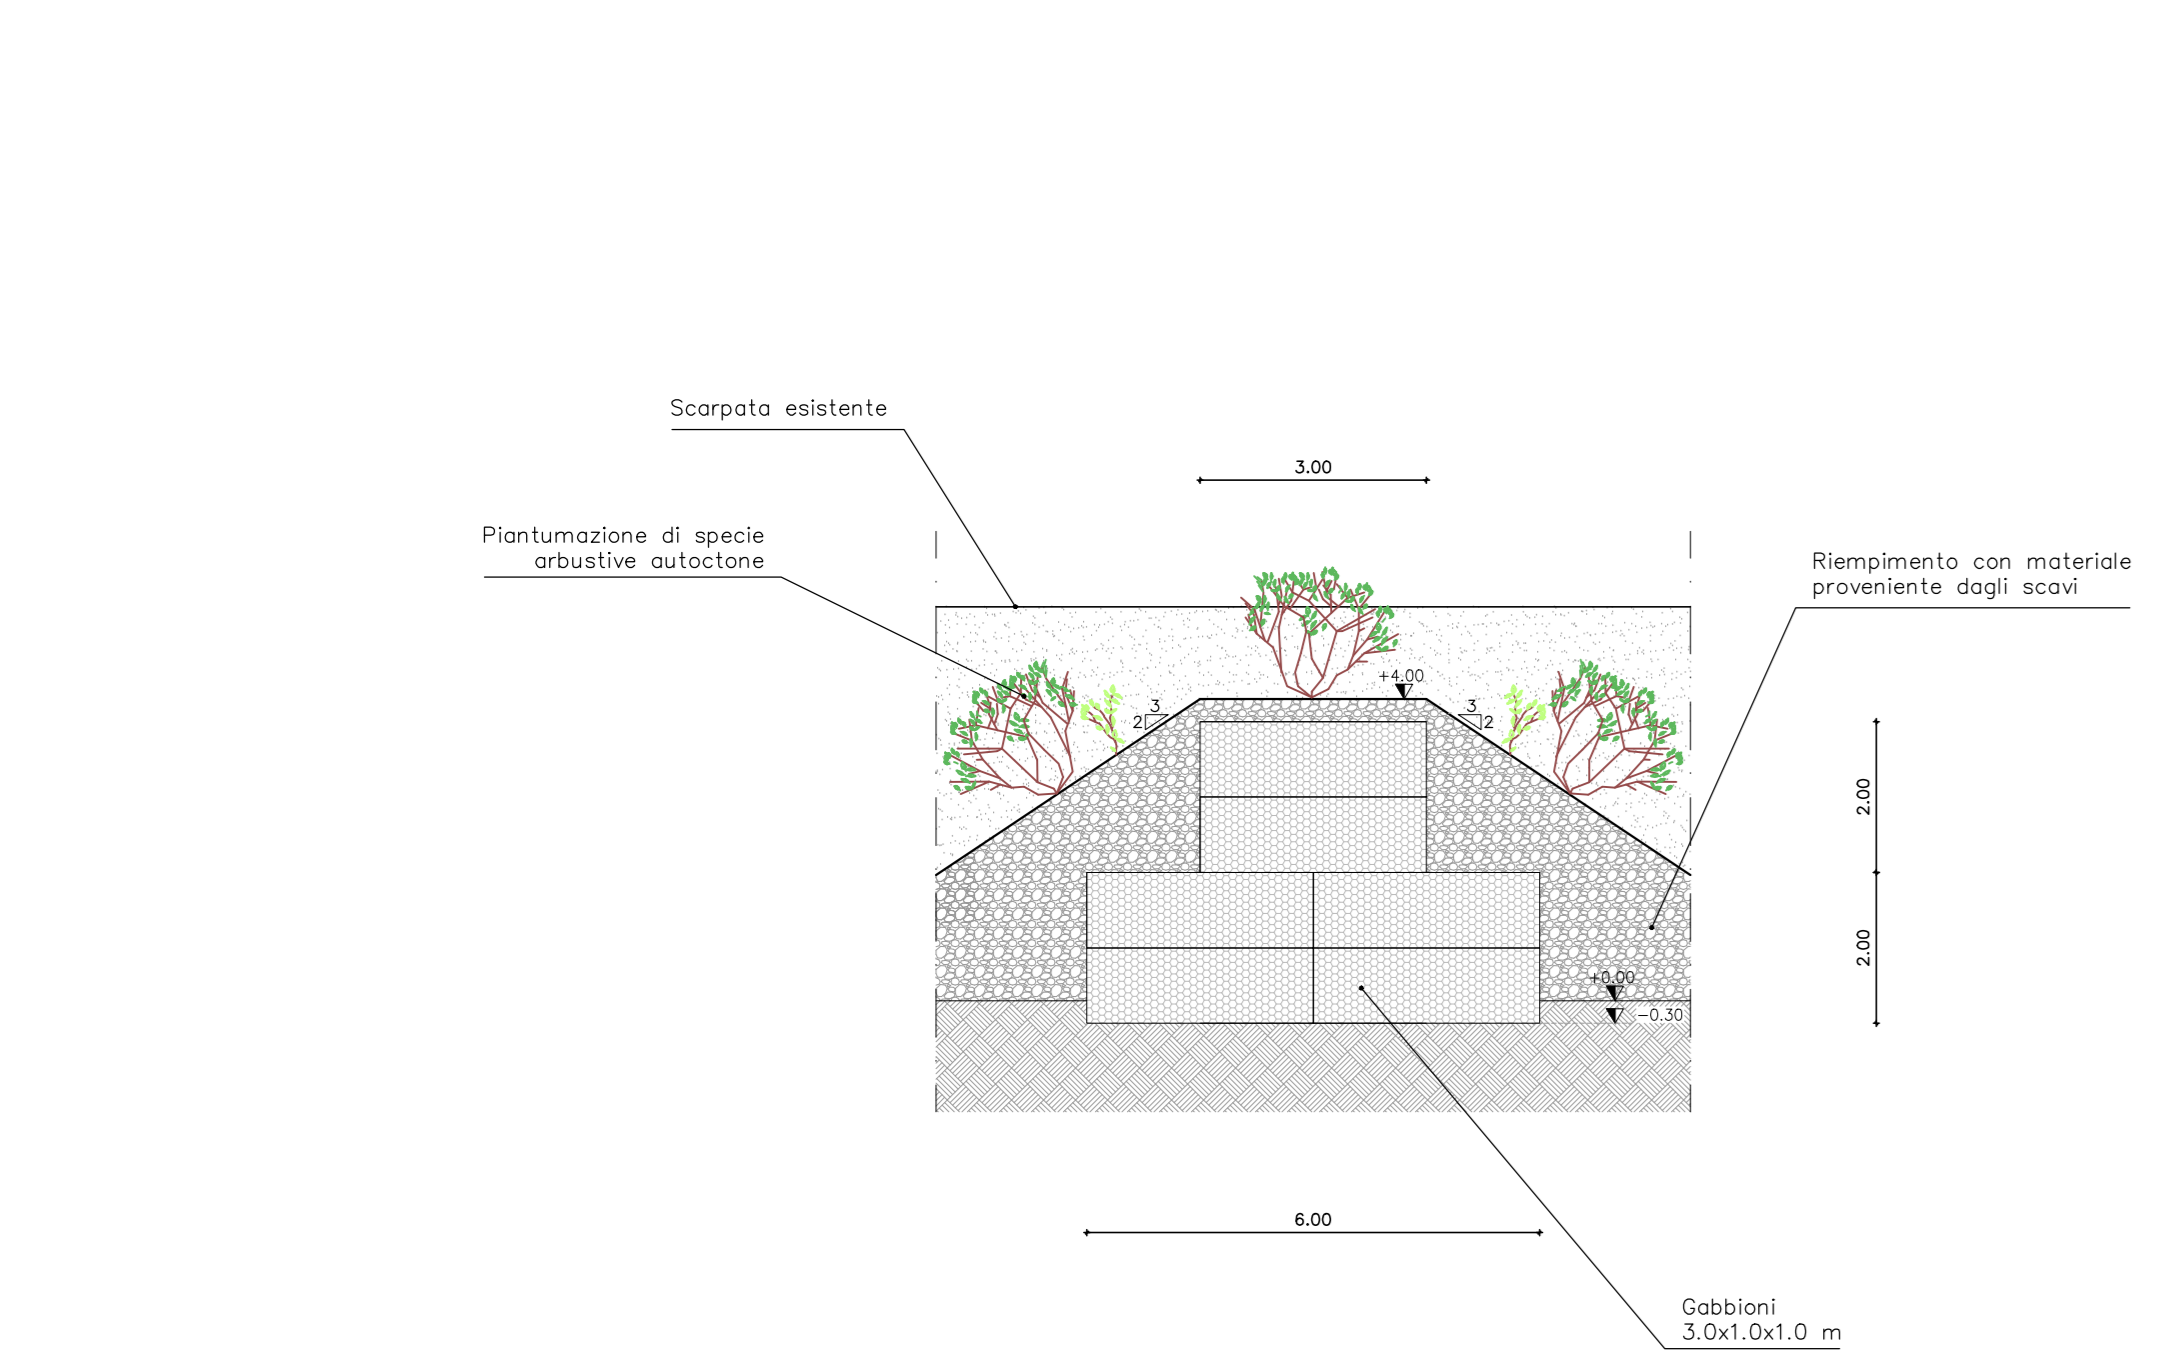 Scarpata esistente
3.00
Piantumazione di specie
arbustive autoctone
Riempimento con materiale
proveniente dagli scavi
+4.00
3
2
3
2
2.00
2.00
+0.00
-0.30
6.00
Gabbioni
3.0x1.0x1.0 m